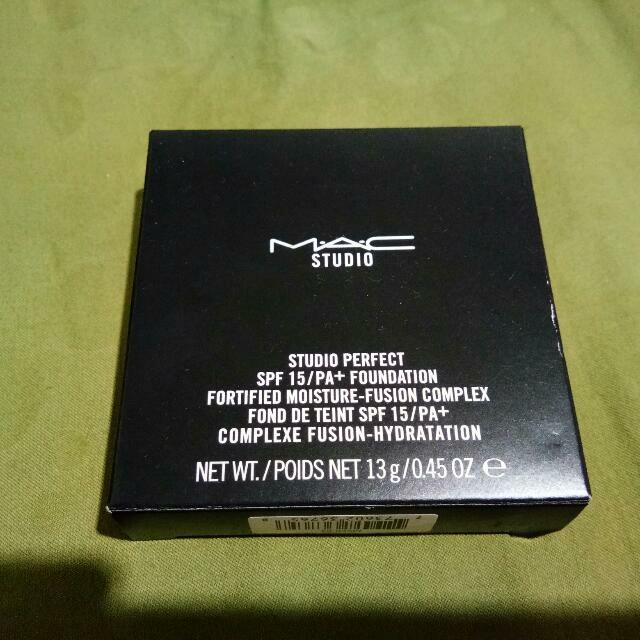 M·A·C
STUDIO
STUDIO PERFECT
SPF 15/PA+ FOUNDATION
FORTIFIED MOISTURE-FUSION COMPLEX
FOND DE TEINT SPF 15/PA+
COMPLEXE FUSION-HYDRATATION
NET WT./POIDS NET 13 g/0.45 OZ ℮